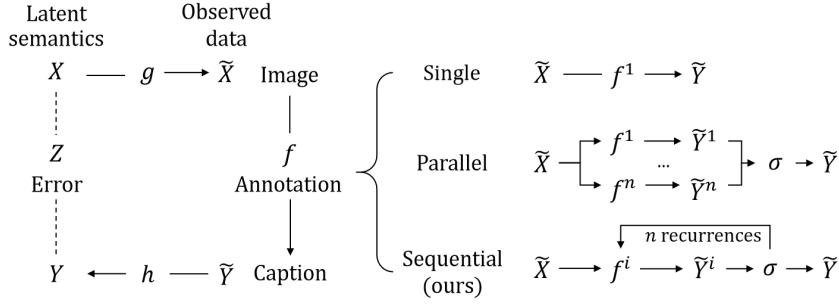 Latent semantics
Observed data
X g X̃ Image
Z
Error
f
Annotation
Y h Ỹ Caption
Single X̃ f¹ Ỹ
Parallel X̃ f¹ Ỹ¹
...
fⁿ Ỹⁿ
σ Ỹ
n recurrences
Sequential (ours) X̃ fⁱ Ỹⁱ σ Ỹ